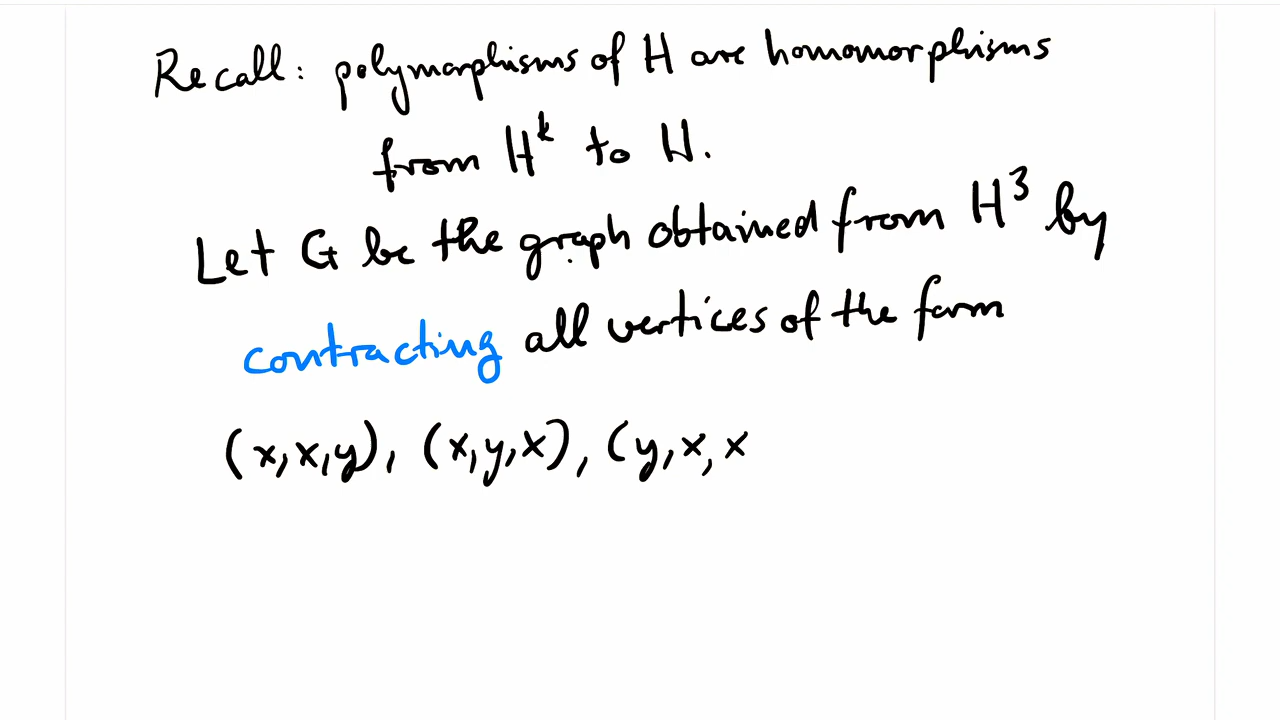 Recall: polymorphisms of H are homomorphisms
from H^k to H.
Let G be the graph obtained from H³ by
contracting all vertices of the form
(x,x,y), (x,y,x), (y,x,x